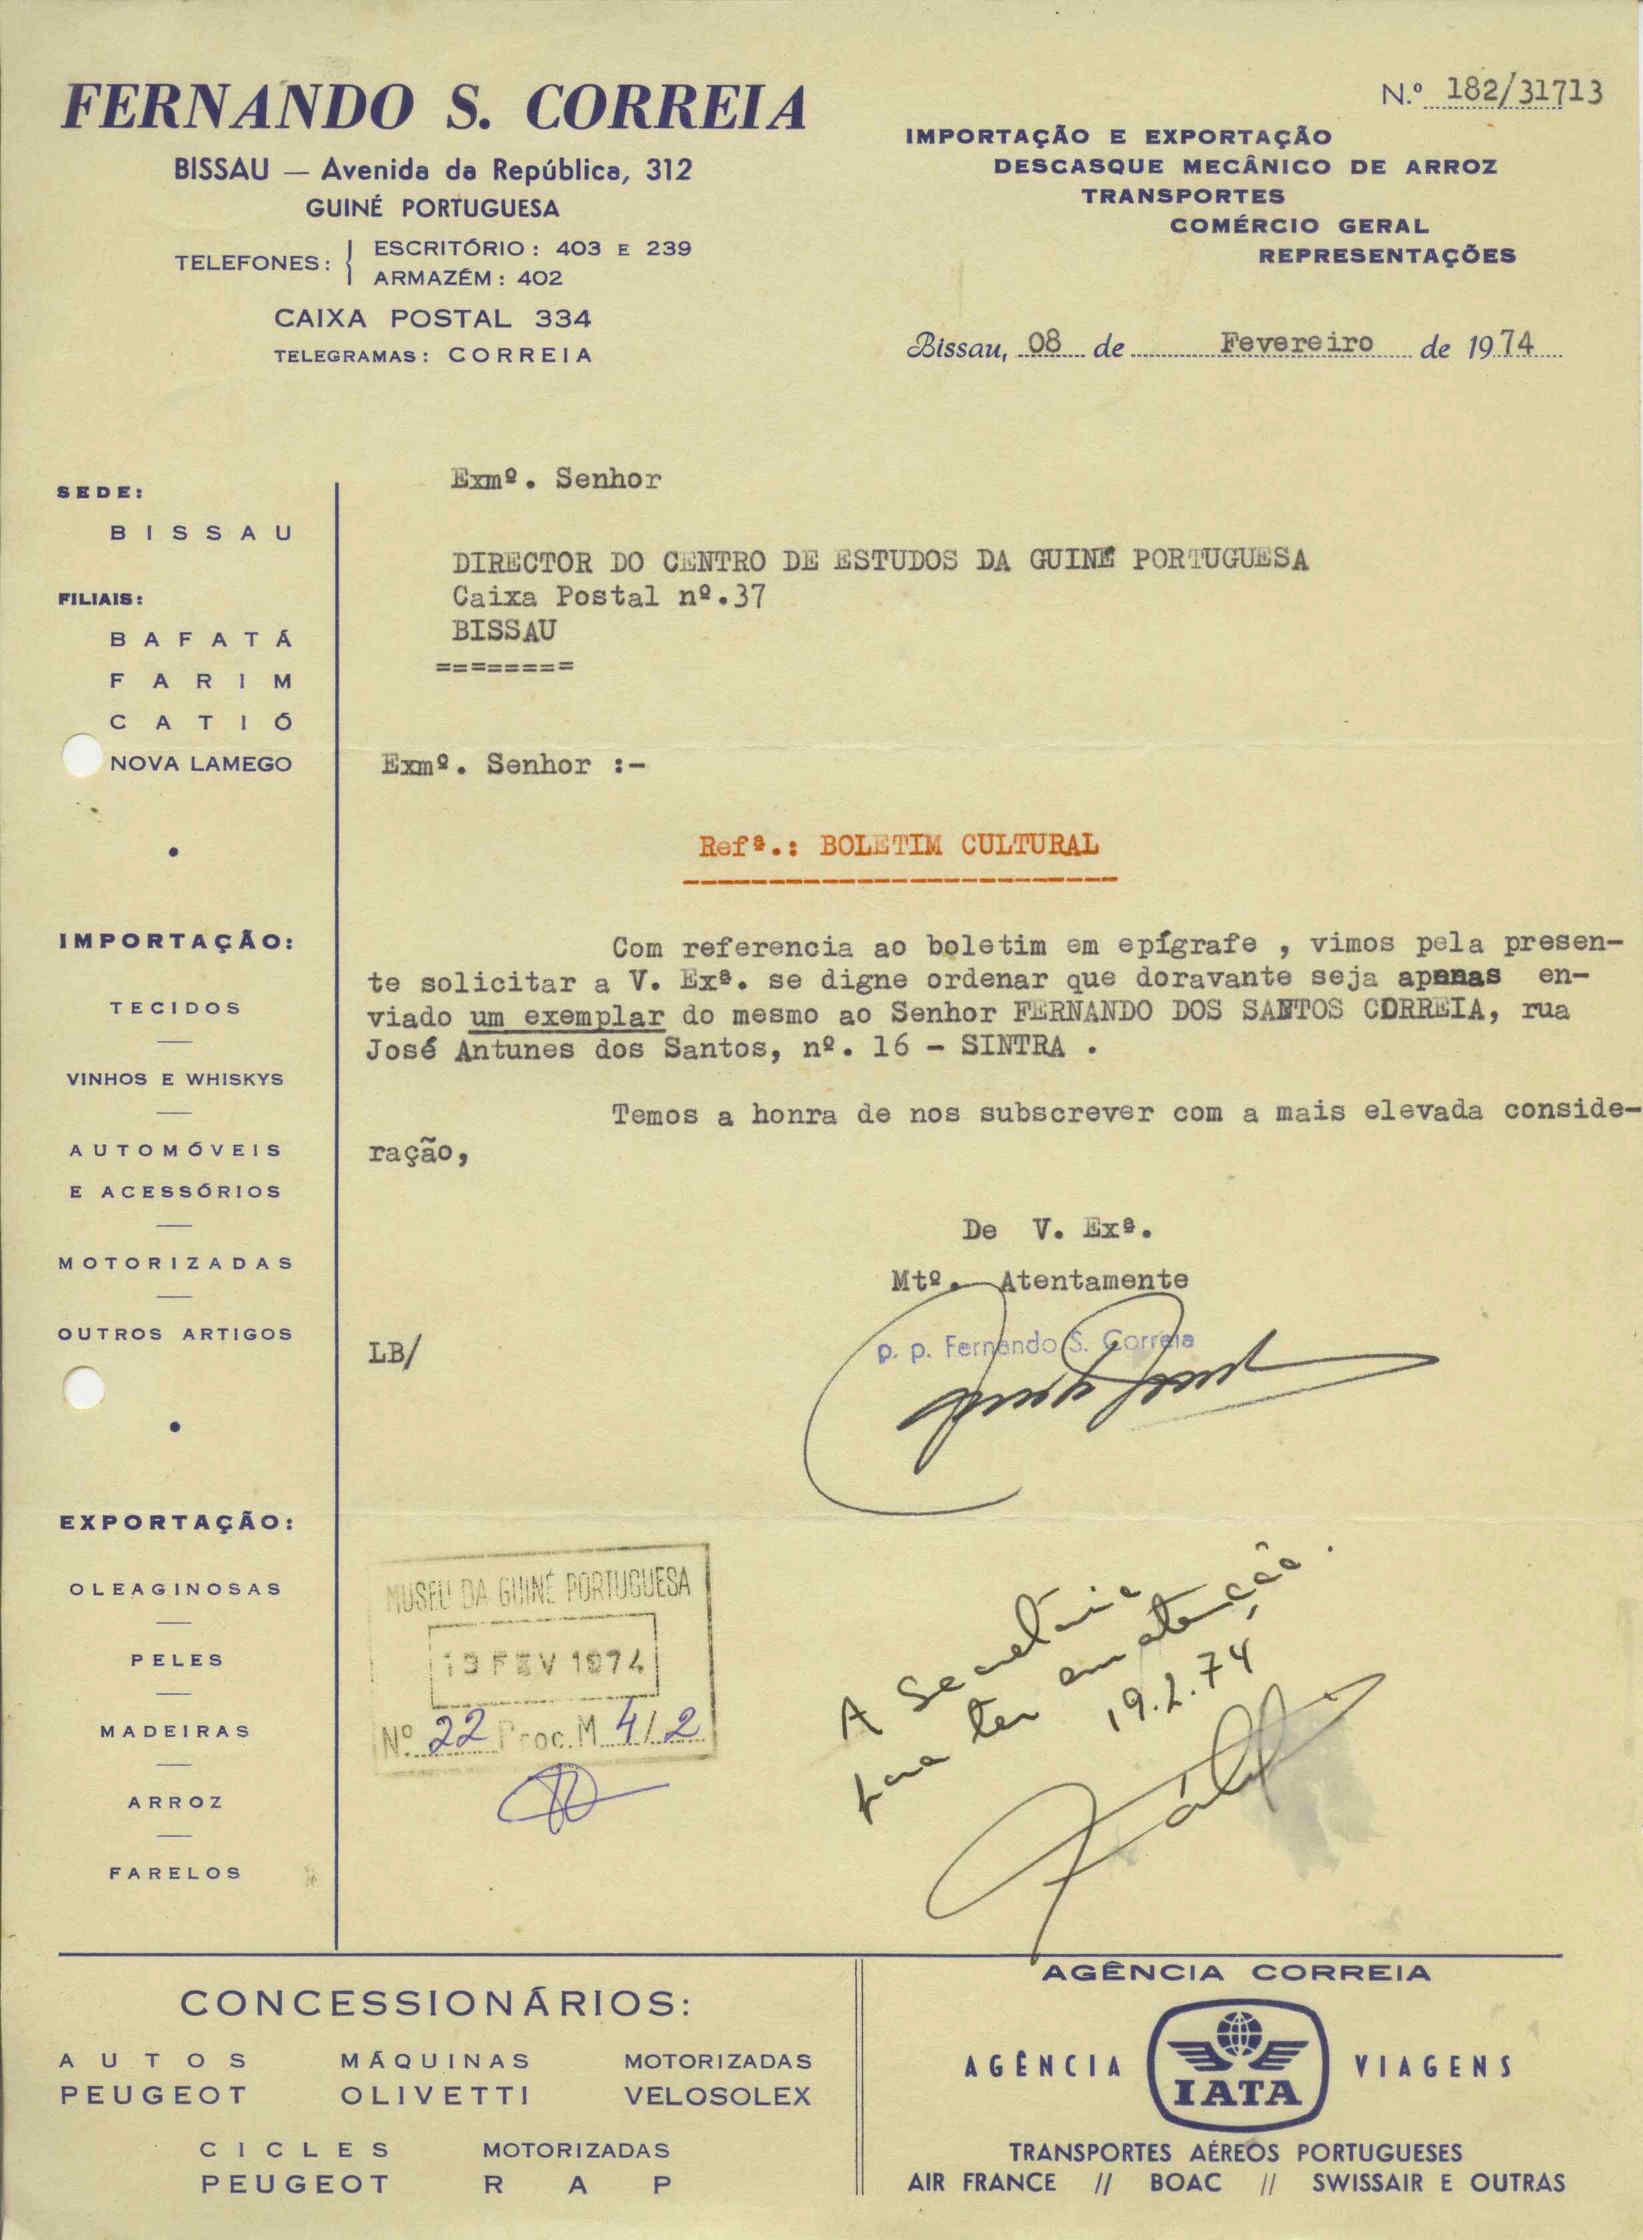 FERNANDO S. CORREIA
BISSAU — Avenida da República, 312
GUINÉ PORTUGUESA
TELEFONES: { ESCRITÓRIO: 403 E 239
ARMAZÉM: 402
CAIXA POSTAL 334
TELEGRAMAS: CORREIA
N.º 182/31713
IMPORTAÇÃO E EXPORTAÇÃO
DESCASQUE MECÂNICO DE ARROZ
TRANSPORTES
COMÉRCIO GERAL
REPRESENTAÇÕES
Bissau, 08 de Fevereiro de 1974
SEDE:
BISSAU
FILIAIS:
BAFATÁ
FARIM
CATIÓ
NOVA LAMEGO
IMPORTAÇÃO:
TECIDOS
VINHOS E WHISKYS
AUTOMÓVEIS
E ACESSÓRIOS
MOTORIZADAS
OUTROS ARTIGOS
EXPORTAÇÃO:
OLEAGINOSAS
PELES
MADEIRAS
ARROZ
FARELOS
Exmº. Senhor
DIRECTOR DO CENTRO DE ESTUDOS DA GUINÉ PORTUGUESA
Caixa Postal nº.37
BISSAU
========
Exmº. Senhor :-
Refª.: BOLETIM CULTURAL
Com referencia ao boletim em epígrafe , vimos pela presen-
te solicitar a V. Exª. se digne ordenar que doravante seja apenas en-
viado um exemplar do mesmo ao Senhor FERNANDO DOS SANTOS CORREIA, rua
José Antunes dos Santos, nº. 16 - SINTRA .
Temos a honra de nos subscrever com a mais elevada conside-
ração,
De V. Exª.
Mtº. Atentamente
LB/
p. p. Fernando S. Correia
MUSEU DA GUINÉ PORTUGUESA
19 FEV 1974
Nº 22 Proc. M 4/2
A Secretaria
para ter em atenção.
19.2.74
CONCESSIONÁRIOS:
AUTOS MÁQUINAS MOTORIZADAS
PEUGEOT OLIVETTI VELOSOLEX
CICLES MOTORIZADAS
PEUGEOT RAP
AGÊNCIA CORREIA
AGÊNCIA IATA VIAGENS
TRANSPORTES AÉREOS PORTUGUESES
AIR FRANCE // BOAC // SWISSAIR E OUTRAS